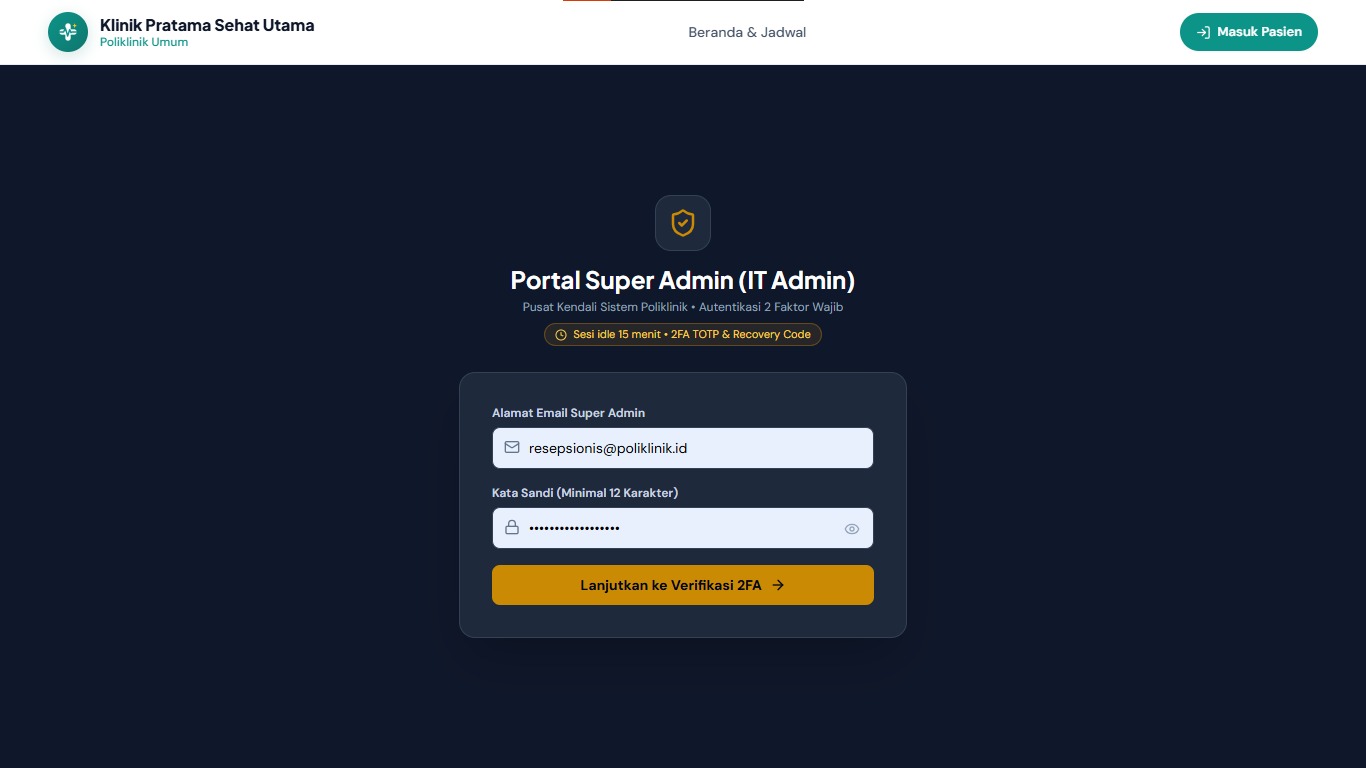 Klinik Pratama Sehat Utama
Poliklinik Umum
Beranda & Jadwal
Masuk Pasien
Portal Super Admin (IT Admin)
Pusat Kendali Sistem Poliklinik • Autentikasi 2 Faktor Wajib
Sesi idle 15 menit • 2FA TOTP & Recovery Code
Alamat Email Super Admin
resepsionis@poliklinik.id
Kata Sandi (Minimal 12 Karakter)
••••••••••••••••••
Lanjutkan ke Verifikasi 2FA →